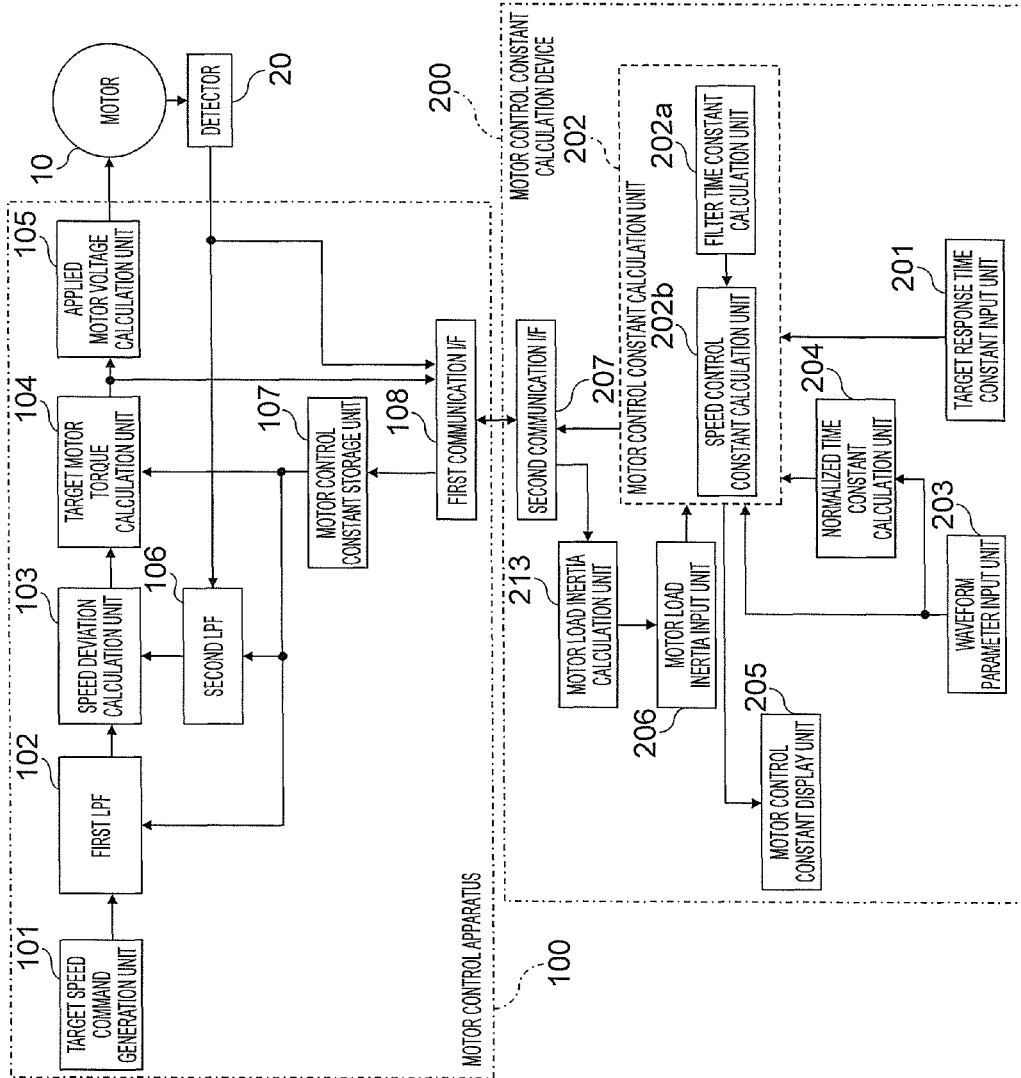 101
TARGET SPEED
COMMAND
GENERATION UNIT
102
FIRST LPF
103
SPEED DEVIATION
CALCULATION UNIT
104
TARGET MOTOR
TORQUE
CALCULATION UNIT
105
APPLIED
MOTOR VOLTAGE
CALCULATION UNIT
10
MOTOR
DETECTOR
20
106
SECOND LPF
107
MOTOR CONTROL
CONSTANT STORAGE UNIT
108
FIRST COMMUNICATION I/F
MOTOR CONTROL APPARATUS
100
MOTOR CONTROL CONSTANT
CALCULATION DEVICE
200
SECOND COMMUNICATION I/F
207
MOTOR CONTROL CONSTANT CALCULATION UNIT
202
202a
FILTER TIME CONSTANT
CALCULATION UNIT
202b
SPEED CONTROL
CONSTANT CALCULATION UNIT
213
MOTOR LOAD INERTIA
CALCULATION UNIT
MOTOR LOAD
INERTIA INPUT UNIT
206
204
NORMALIZED TIME
CONSTANT
CALCULATION UNIT
201
TARGET RESPONSE TIME
CONSTANT INPUT UNIT
205
MOTOR CONTROL
CONSTANT DISPLAY UNIT
203
WAVEFORM
PARAMETER INPUT UNIT